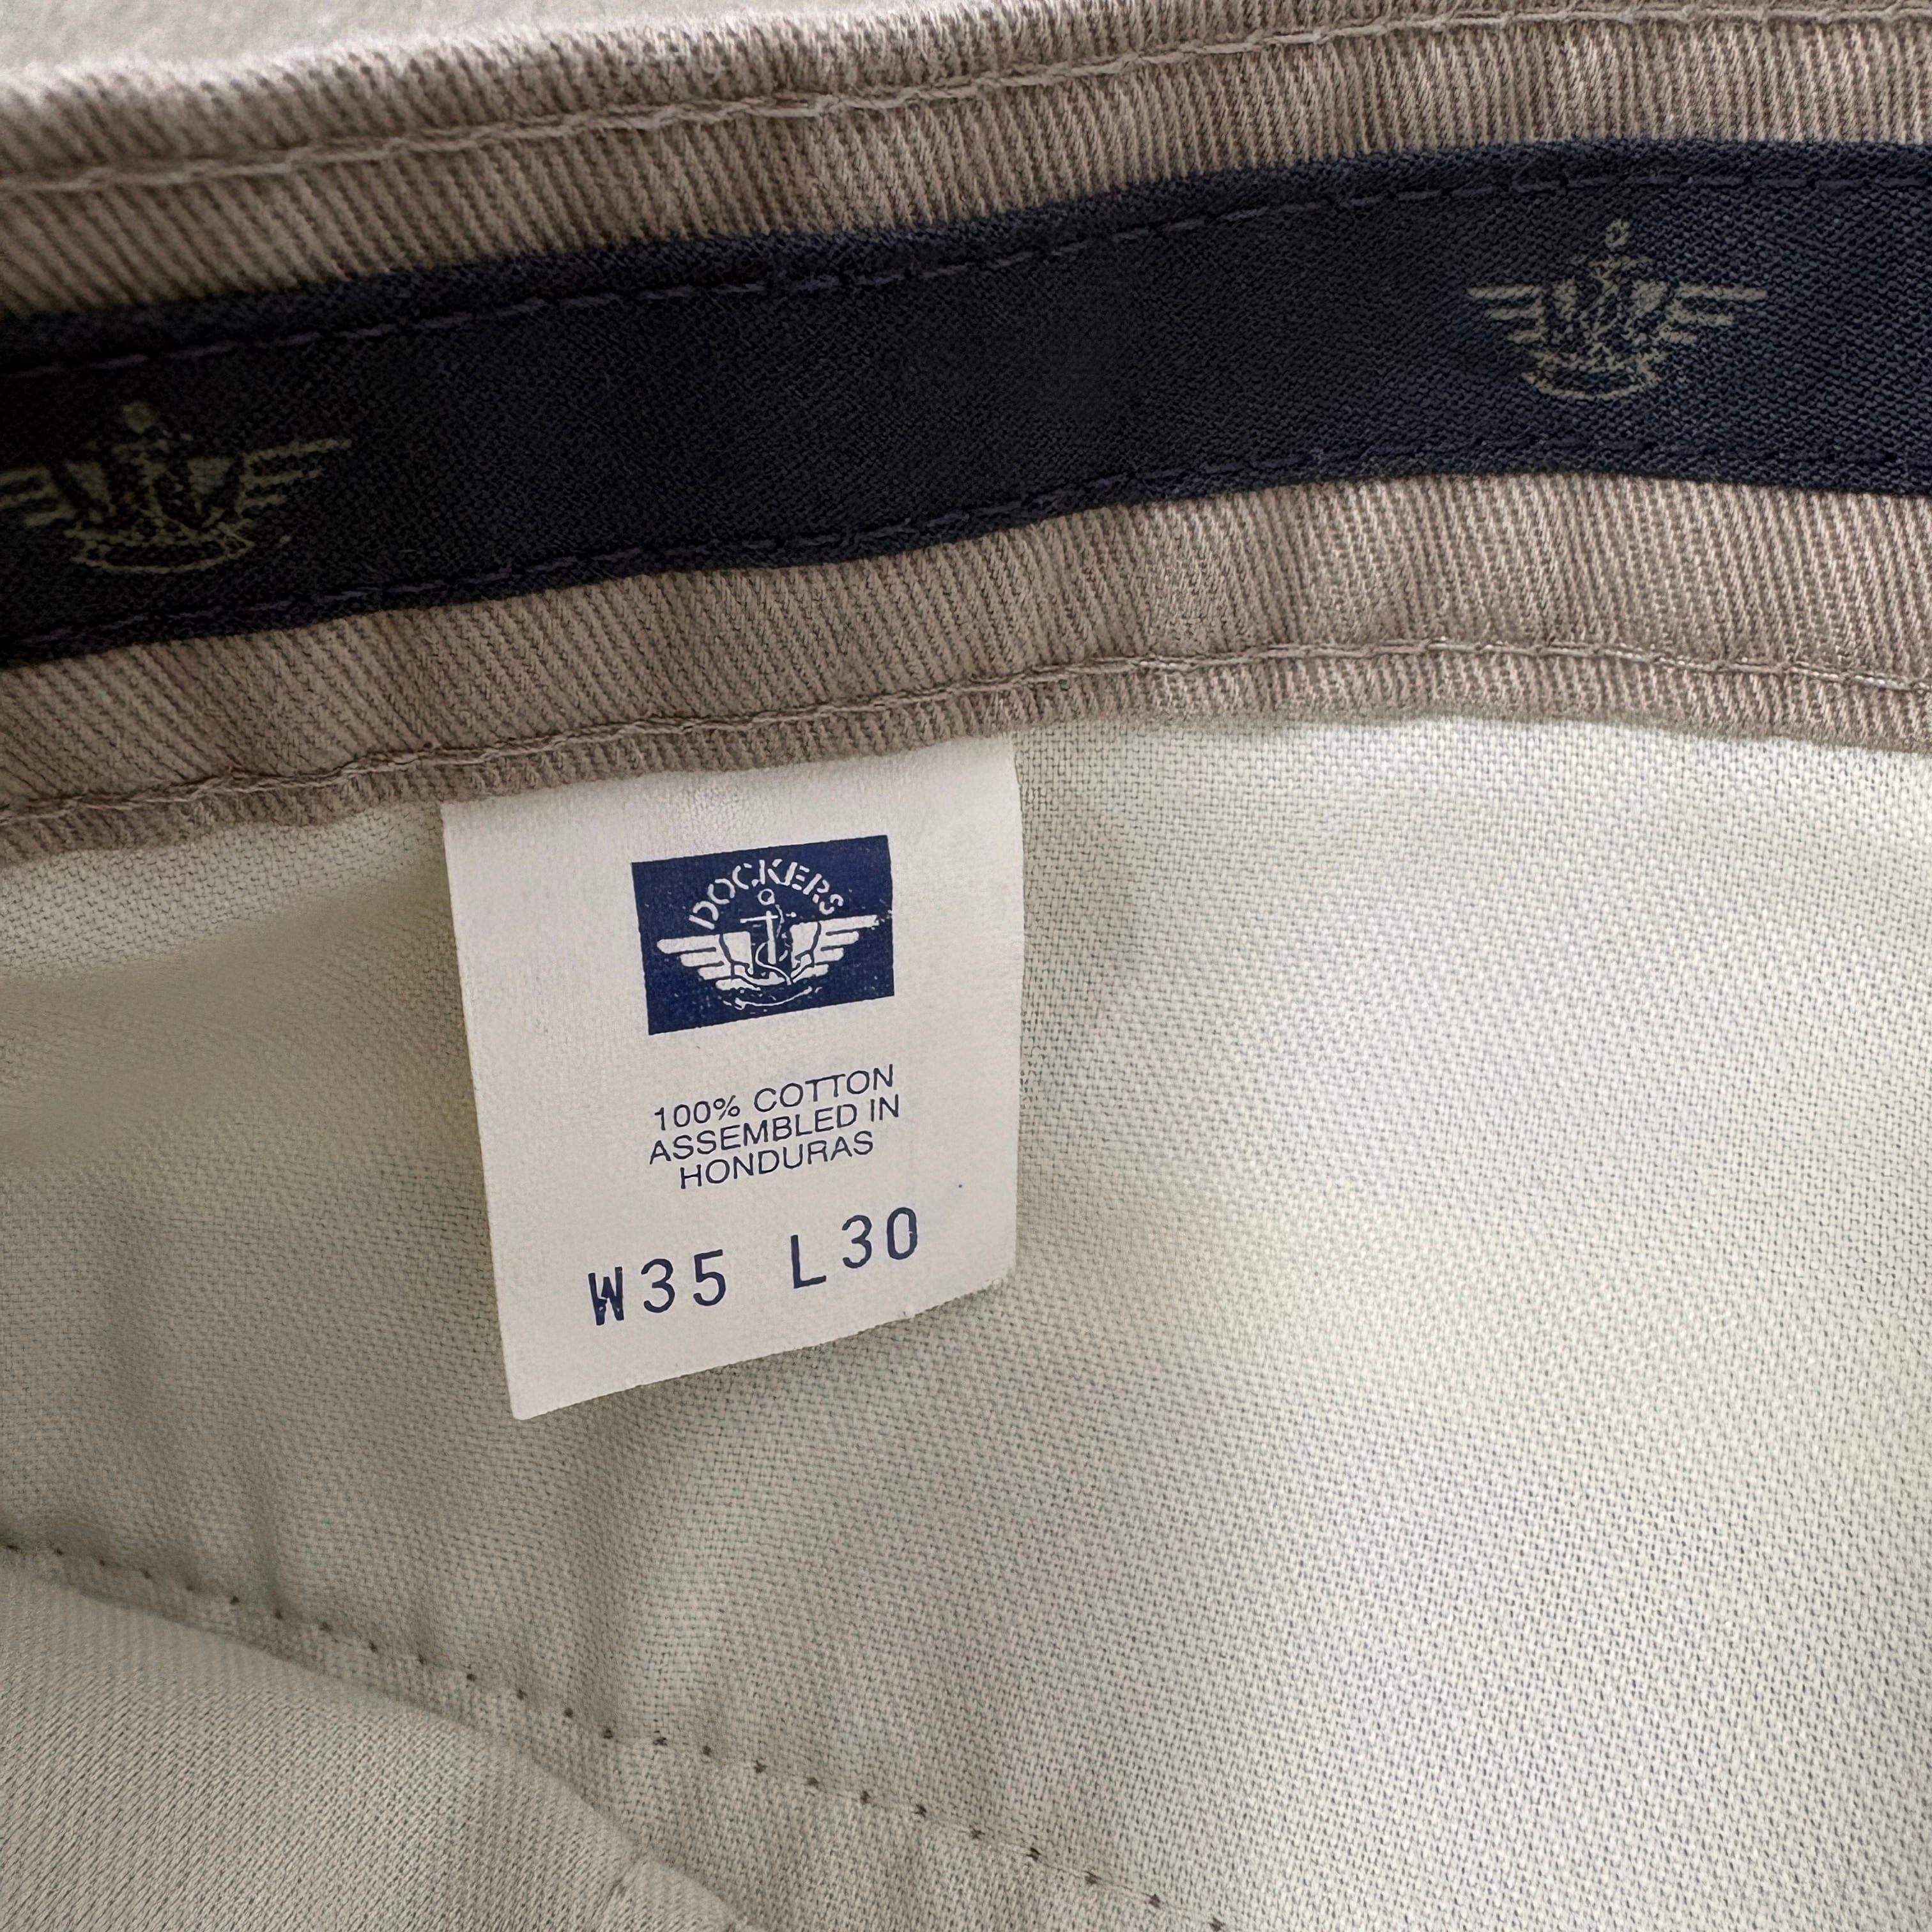 DOCKERS
100% COTTON
ASSEMBLED IN
HONDURAS
W35 L30